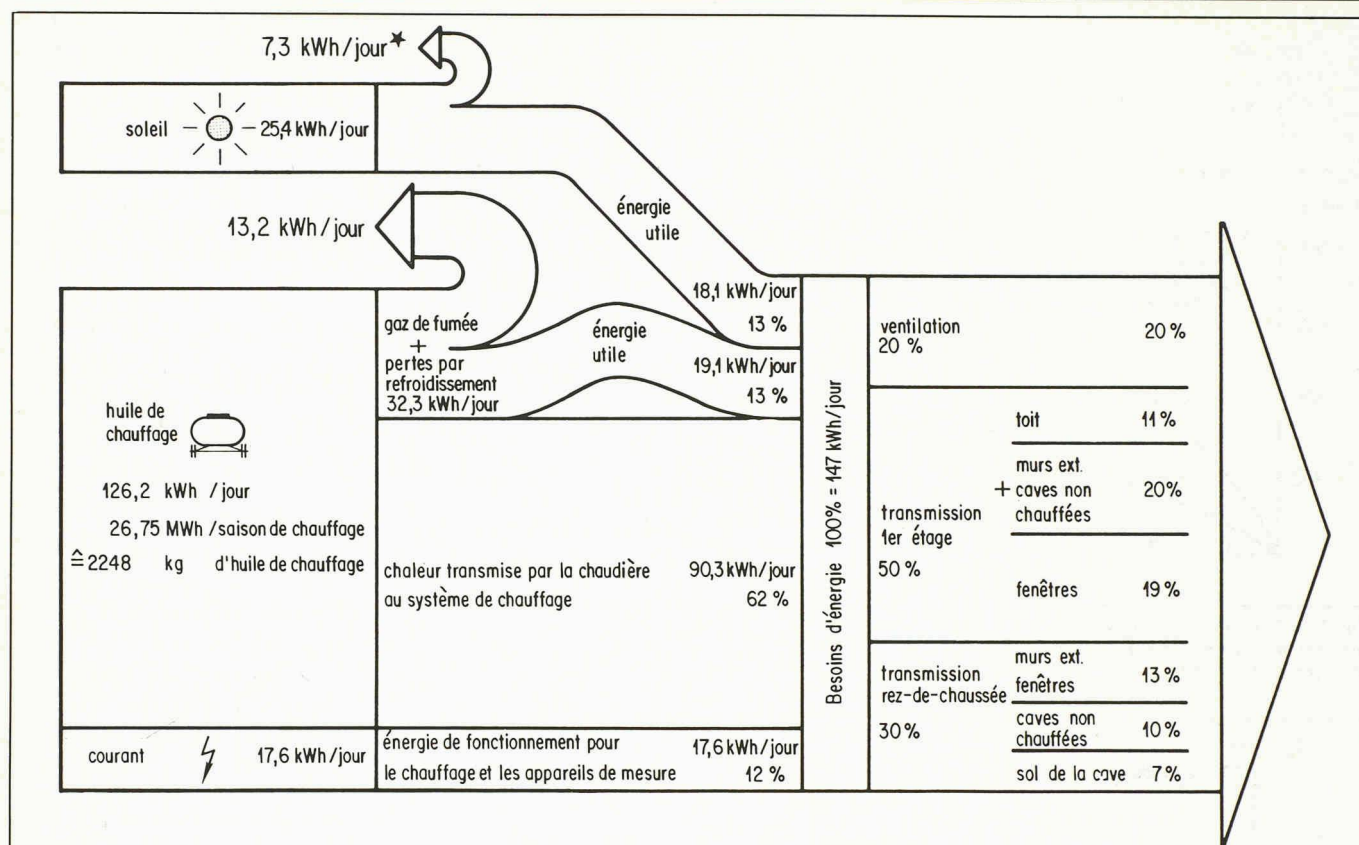 7,3 kWh/jour★
soleil 25,4 kWh/jour
13,2 kWh/jour
énergie
utile
18,1 kWh/jour
13 %
gaz de fumée
+
pertes par
refroidissement
32,3 kWh/jour
énergie
utile
19,1 kWh/jour
13 %
huile de
chauffage
126,2 kWh /jour
26,75 MWh /saison de chauffage
≙2248 kg d'huile de chauffage
chaleur transmise par la chaudière 90,3 kWh/jour
au système de chauffage 62 %
courant 17,6 kWh/jour
énergie de fonctionnement pour 17,6 kWh/jour
le chauffage et les appareils de mesure 12 %
Besoins d'énergie 100% = 147 kWh/jour
ventilation 20 %
20 %
transmission
1er étage
50 %
toit 11 %
murs ext.
+ caves non 20%
chauffées
fenêtres 19 %
transmission
rez-de-chaussée
30%
murs ext.
fenêtres 13 %
caves non
chauffées 10%
sol de la cave 7 %